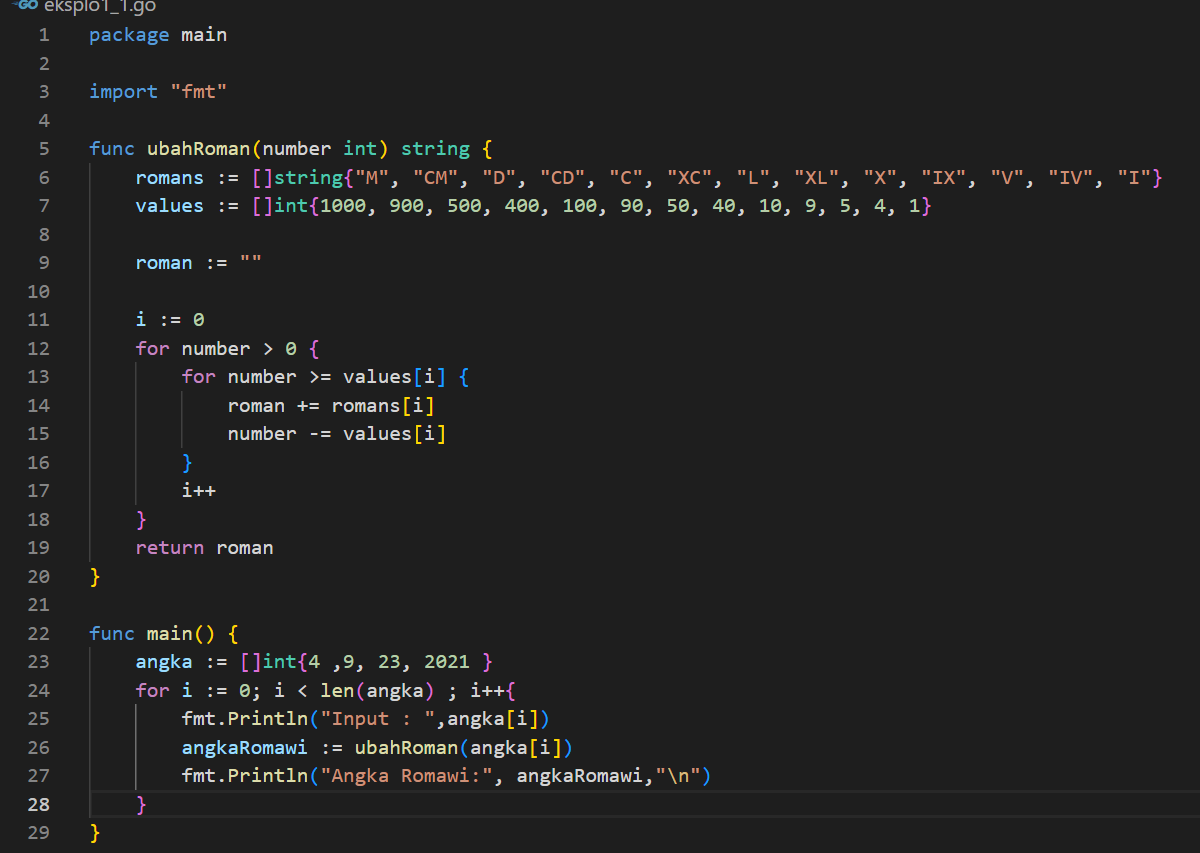 GO eksplo1_1.go
1 package main
2
3 import "fmt"
4
5 func ubahRoman(number int) string {
6     romans := []string{"M", "CM", "D", "CD", "C", "XC", "L", "XL", "X", "IX", "V", "IV", "I"}
7     values := []int{1000, 900, 500, 400, 100, 90, 50, 40, 10, 9, 5, 4, 1}
8
9     roman := ""
10
11     i := 0
12     for number > 0 {
13         for number >= values[i] {
14             roman += romans[i]
15             number -= values[i]
16         }
17         i++
18     }
19     return roman
20 }
21
22 func main() {
23     angka := []int{4 ,9, 23, 2021 }
24     for i := 0; i < len(angka) ; i++{
25         fmt.Println("Input : ",angka[i])
26         angkaRomawi := ubahRoman(angka[i])
27         fmt.Println("Angka Romawi:", angkaRomawi,"\n")
28     }
29 }